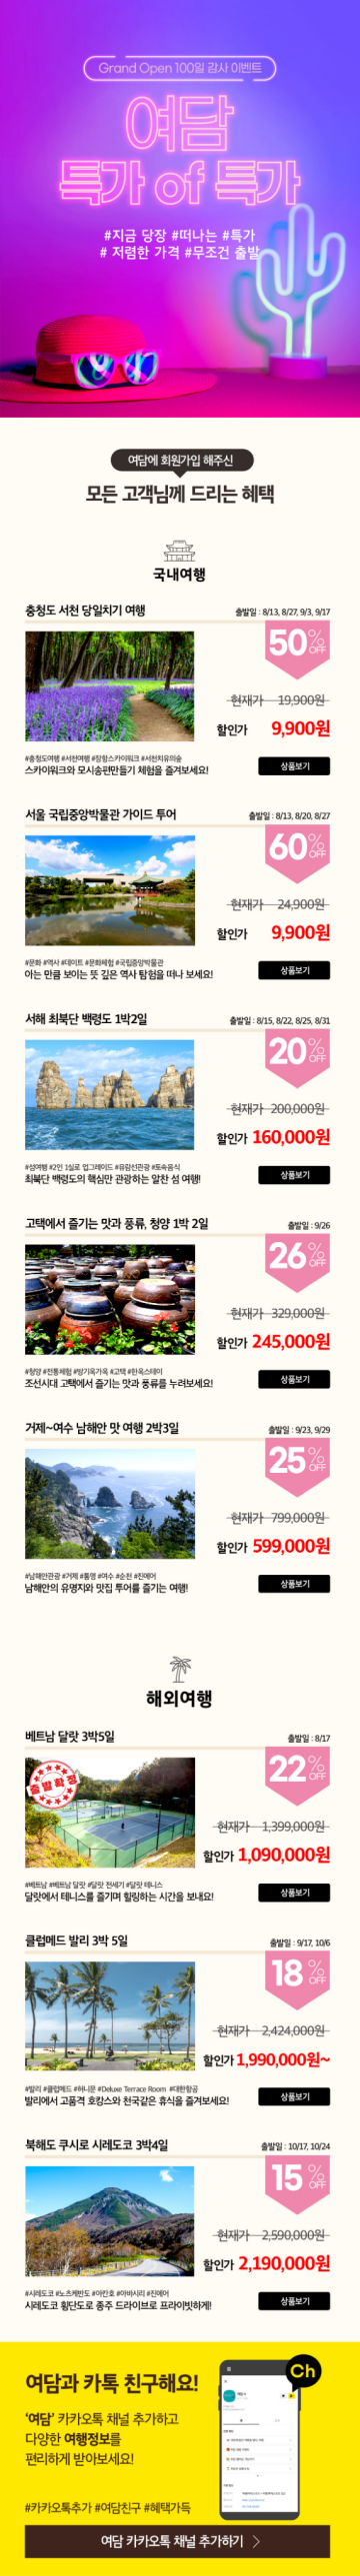 Grand Open 100일 감사 이벤트
여담
특가 of 특가
#지금 당장 #떠나는 #특가
# 저렴한 가격 #무조건 출발
여담에 회원가입 해주신
모든 고객님께 드리는 혜택
국내여행
충청도 서천 당일치기 여행
출발일 : 8/13, 8/27, 9/3, 9/17
50% OFF
현재가 19,900원
할인가 9,900원
#충청도여행 #서천여행 #장항스카이워크 #서천치유의숲
스카이워크와 모시송편만들기 체험을 즐겨보세요!
상품보기
서울 국립중앙박물관 가이드 투어
출발일 : 8/13, 8/20, 8/27
60% OFF
현재가 24,900원
할인가 9,900원
#문화 #역사 #데이트 #문화체험 #국립중앙박물관
아는 만큼 보이는 뜻 깊은 역사 탐험을 떠나 보세요!
상품보기
서해 최북단 백령도 1박2일
출발일 : 8/15, 8/22, 8/25, 8/31
20% OFF
현재가 200,000원
할인가 160,000원
#섬여행 #2인 1실로 업그레이드 #유람선관광 #토속음식
최북단 백령도의 핵심만 관광하는 알찬 섬 여행!
상품보기
고택에서 즐기는 맛과 풍류, 청양 1박 2일
출발일 : 9/26
26% OFF
현재가 329,000원
할인가 245,000원
#청양 #전통체험 #방기옥가옥 #고택 #한옥스테이
조선시대 고택에서 즐기는 맛과 풍류를 누려보세요!
상품보기
거제~여수 남해안 맛 여행 2박3일
출발일 : 9/23, 9/29
25% OFF
현재가 799,000원
할인가 599,000원
#남해안관광 #거제 #통영 #여수 #순천 #진에어
남해안의 유명지와 맛집 투어를 즐기는 여행!
상품보기
해외여행
베트남 달랏 3박5일
출발일 : 8/17
22% OFF
출발확정
현재가 1,399,000원
할인가 1,090,000원
#베트남 #베트남 달랏 #달랏 전세기 #달랏 테니스
달랏에서 테니스를 즐기며 힐링하는 시간을 보내요!
상품보기
클럽메드 발리 3박 5일
출발일 : 9/17, 10/6
18% OFF
현재가 2,424,000원
할인가 1,990,000원~
#발리 #클럽메드 #허니문 #Deluxe Terrace Room #대한항공
발리에서 고품격 호캉스와 천국같은 휴식을 즐겨보세요!
상품보기
북해도 쿠시로 시레도코 3박4일
출발일 : 10/17, 10/24
15% OFF
현재가 2,590,000원
할인가 2,190,000원
#시레도코 #노츠케반도 #아칸호 #아바시리 #진에어
시레도코 횡단도로 종주 드라이브로 프라이빗하게!
상품보기
여담과 카톡 친구해요!
Ch
‘여담’ 카카오톡 채널 추가하고
다양한 여행정보를
편리하게 받아보세요!
#카카오톡추가 #여담친구 #혜택가득
여담 카카오톡 채널 추가하기 >